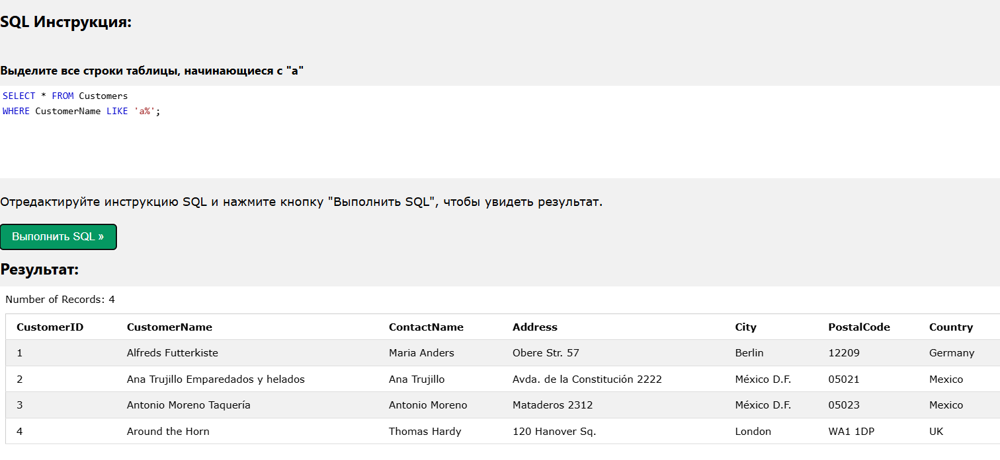 SQL Инструкция:
Выделите все строки таблицы, начинающиеся с "a"
SELECT * FROM Customers
WHERE CustomerName LIKE 'a%';
Отредактируйте инструкцию SQL и нажмите кнопку "Выполнить SQL", чтобы увидеть результат.
Выполнить SQL »
Результат:
Number of Records: 4
CustomerID CustomerName ContactName Address City PostalCode Country
1 Alfreds Futterkiste Maria Anders Obere Str. 57 Berlin 12209 Germany
2 Ana Trujillo Emparedados y helados Ana Trujillo Avda. de la Constitución 2222 México D.F. 05021 Mexico
3 Antonio Moreno Taquería Antonio Moreno Mataderos 2312 México D.F. 05023 Mexico
4 Around the Horn Thomas Hardy 120 Hanover Sq. London WA1 1DP UK